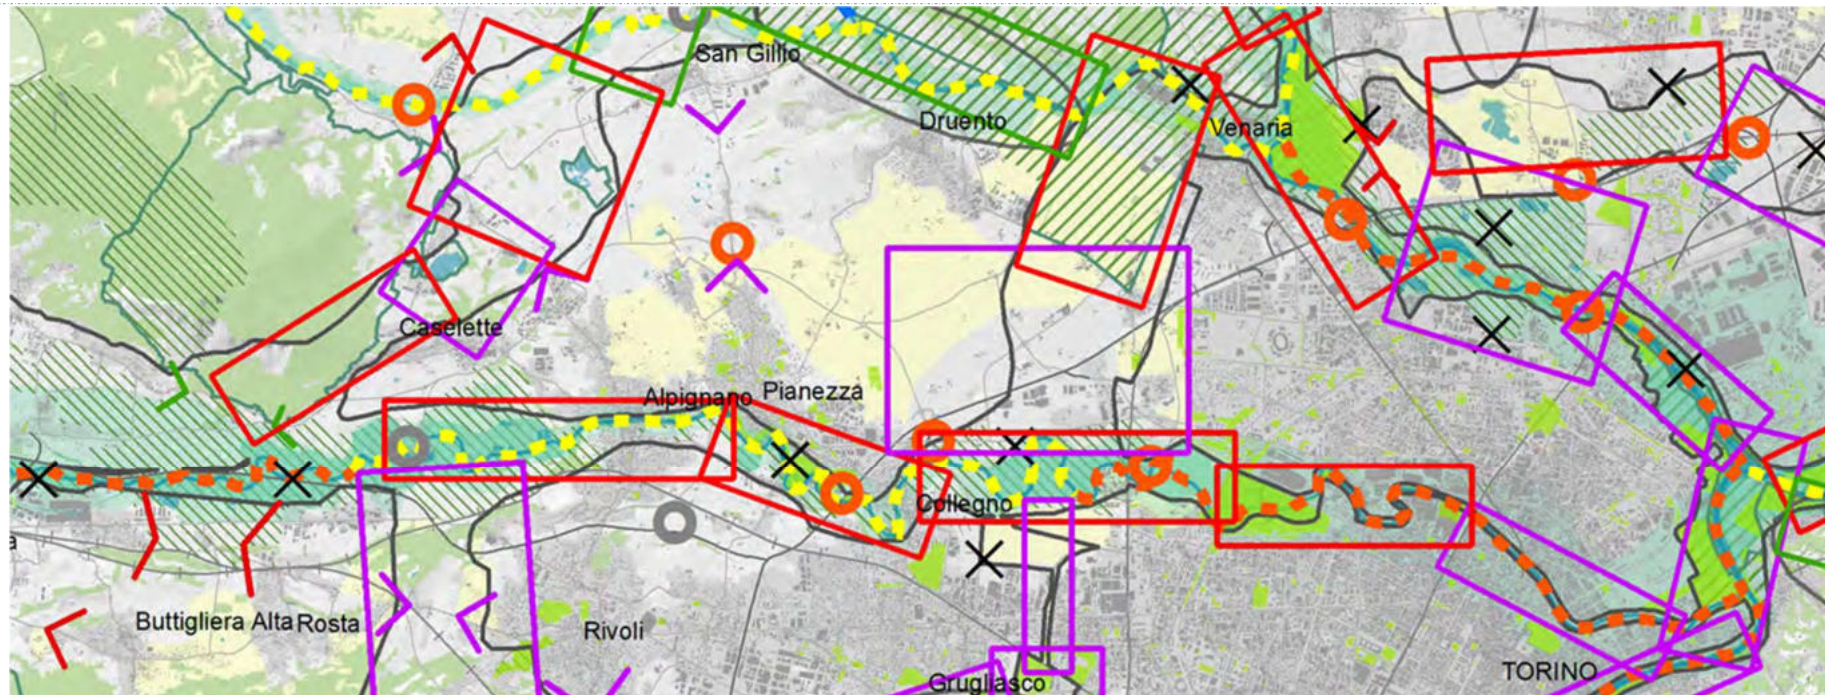 San Gillio
Druento
Venaria
Caselette
Alpignano
Pianezza
Collegno
a
Buttigliera Alta
Rosta
Rivoli
TORINO
Grugliasco